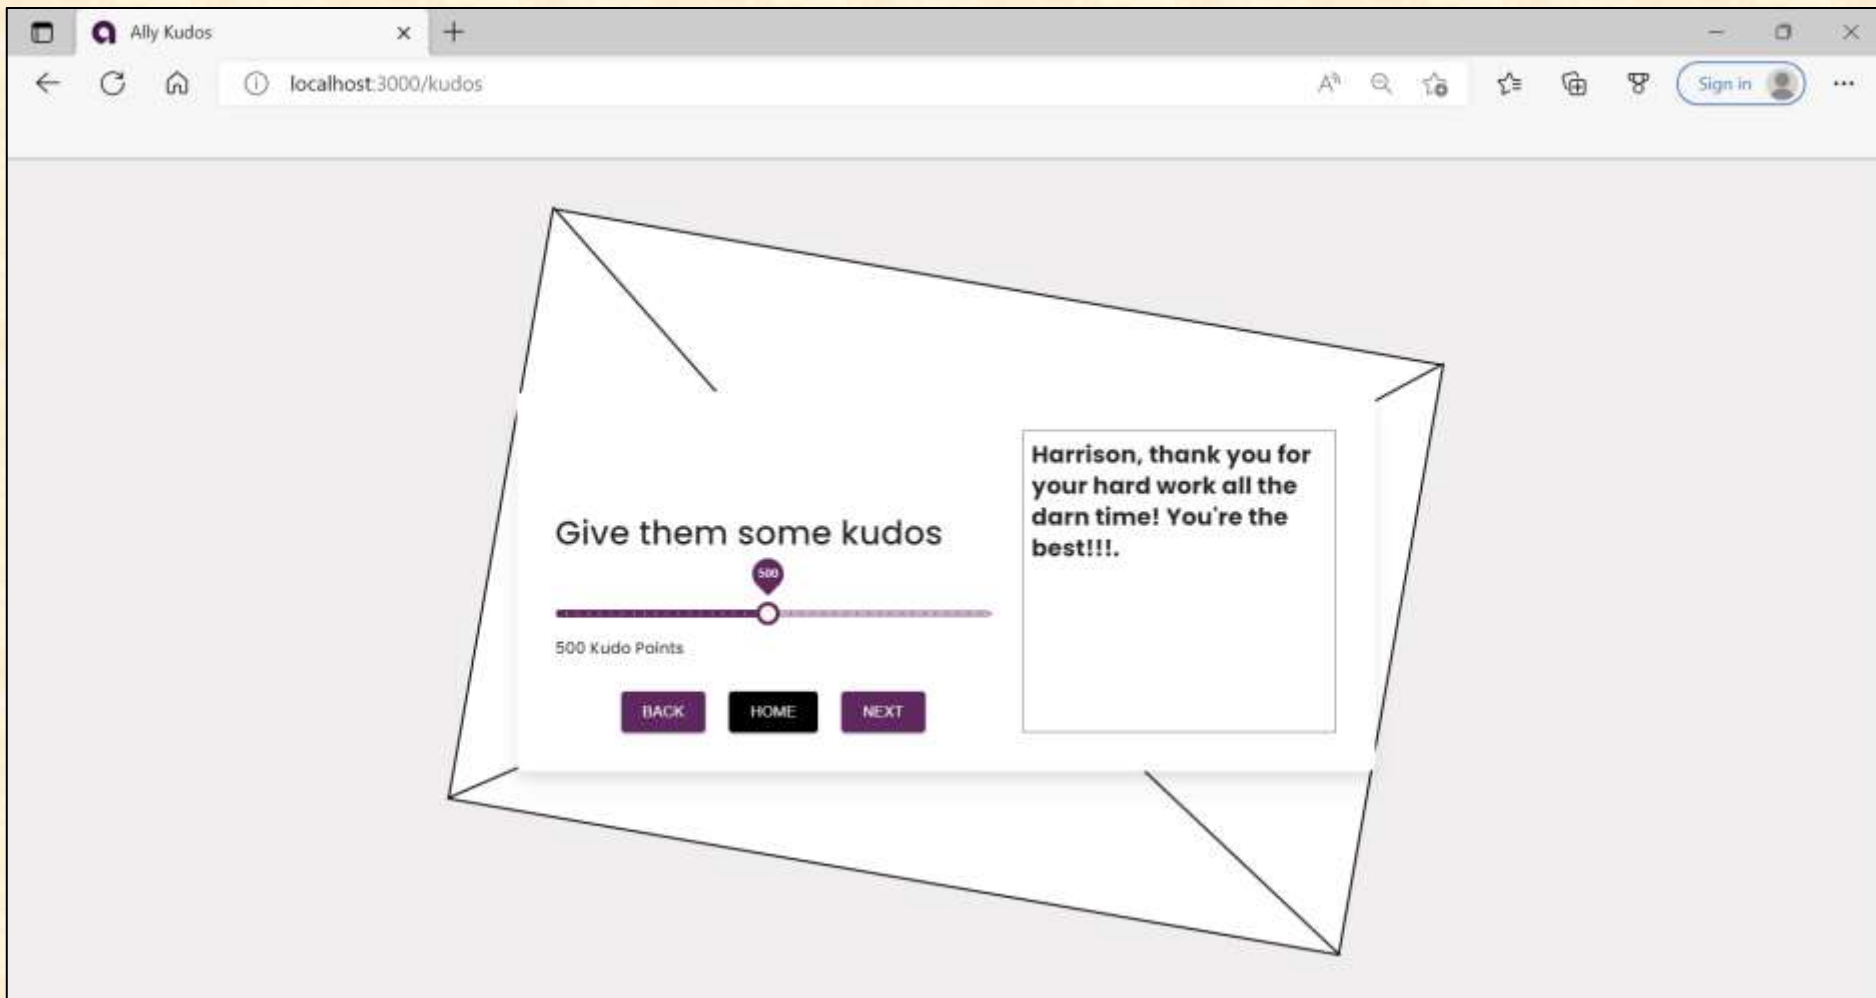 Ally Kudos
localhost:3000/kudos
Sign in
Harrison, thank you for
your hard work all the
darn time! You're the
best!!!.
Give them some kudos
500
500 Kudo Points
BACK HOME NEXT